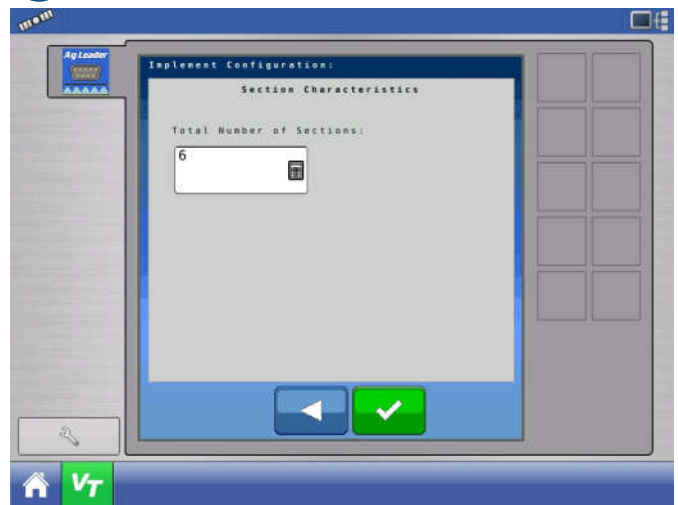 Ag Leader
Implement Configuration:
Section Characteristics
Total Number of Sections:
6
VT